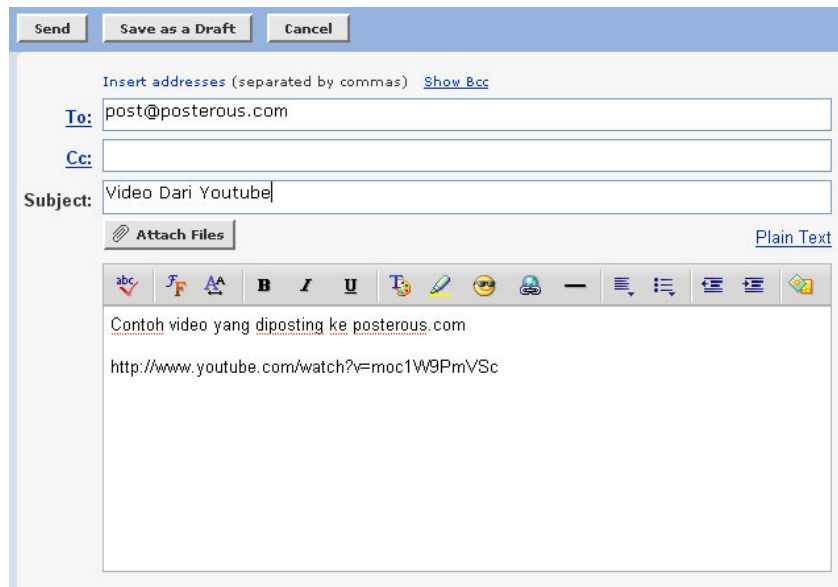 Send Save as a Draft Cancel
Insert addresses (separated by commas) Show Bcc
To: post@posterous.com
Cc:
Subject: Video Dari Youtube
Attach Files Plain Text
abc B I U
Contoh video yang diposting ke posterous.com
http://www.youtube.com/watch?v=moc1W9PmVSc